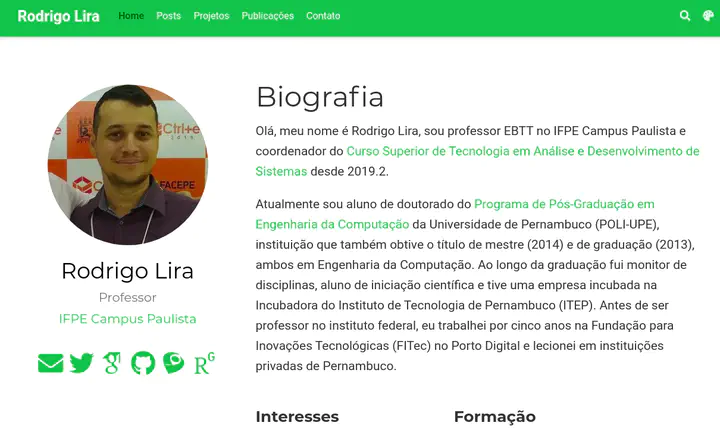 Rodrigo Lira Home Posts Projetos Publicações Contato
Ctrl+e
FACEPE
Rodrigo Lira
Professor
IFPE Campus Paulista
Biografia
Olá, meu nome é Rodrigo Lira, sou professor EBTT no IFPE Campus Paulista e
coordenador do Curso Superior de Tecnologia em Análise e Desenvolvimento de
Sistemas desde 2019.2.
Atualmente sou aluno de doutorado do Programa de Pós-Graduação em
Engenharia da Computação da Universidade de Pernambuco (POLI-UPE),
instituição que também obtive o título de mestre (2014) e de graduação (2013),
ambos em Engenharia da Computação. Ao longo da graduação fui monitor de
disciplinas, aluno de iniciação científica e tive uma empresa incubada na
Incubadora do Instituto de Tecnologia de Pernambuco (ITEP). Antes de ser
professor no instituto federal, eu trabalhei por cinco anos na Fundação para
Inovações Tecnológicas (FITec) no Porto Digital e lecionei em instituições
privadas de Pernambuco.
Interesses Formação